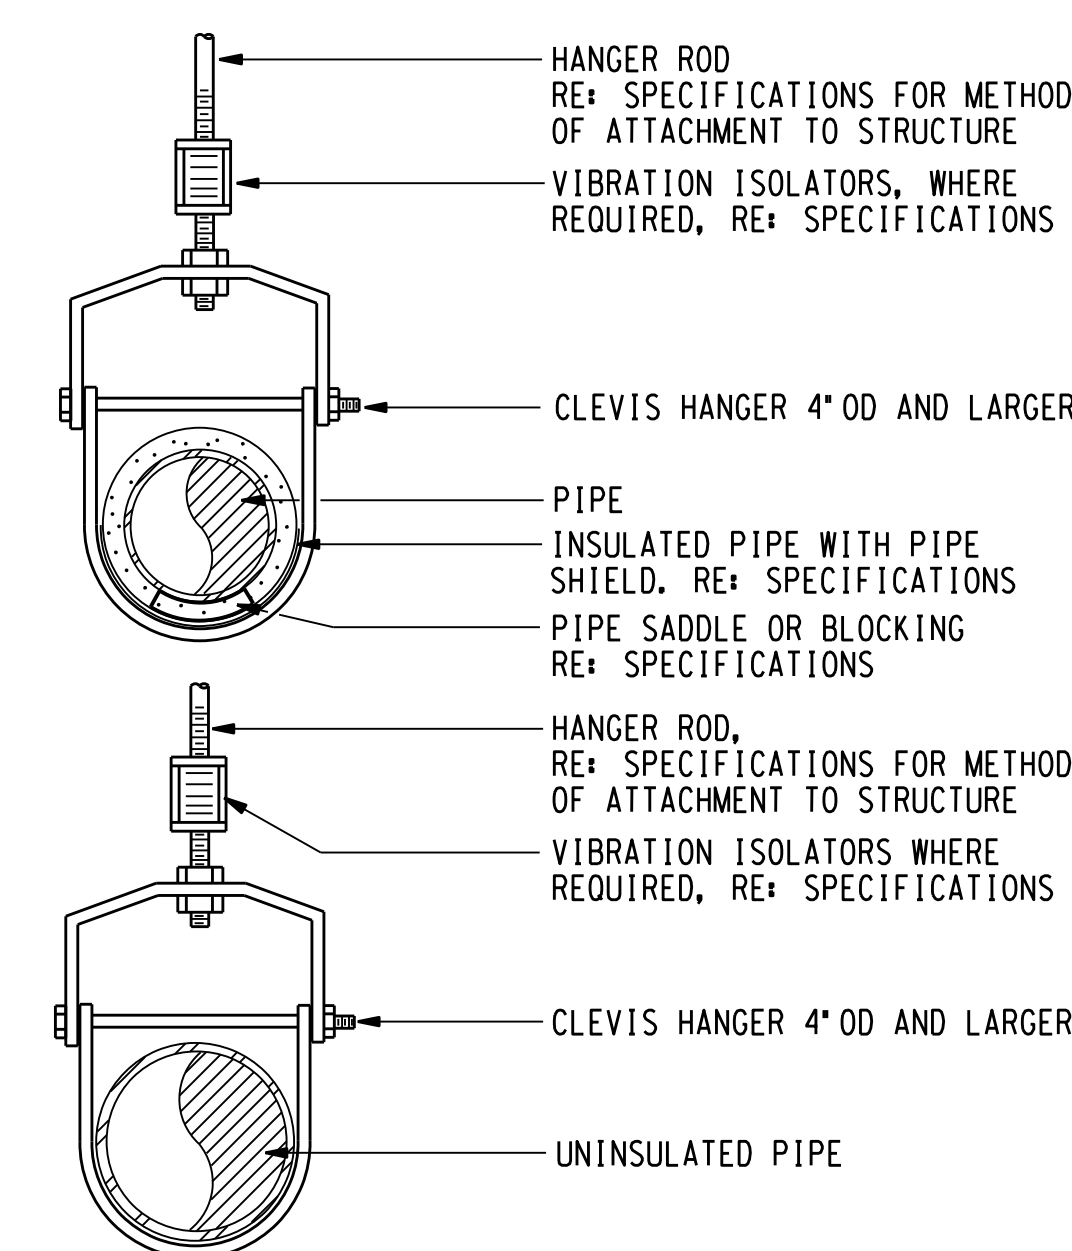 HANGER ROD
RE: SPECIFICATIONS FOR METHOD
OF ATTACHMENT TO STRUCTURE
VIBRATION ISOLATORS, WHERE
REQUIRED, RE: SPECIFICATIONS
CLEVIS HANGER 4" OD AND LARGER
PIPE
INSULATED PIPE WITH PIPE
SHIELD. RE: SPECIFICATIONS
PIPE SADDLE OR BLOCKING
RE: SPECIFICATIONS
HANGER ROD,
RE: SPECIFICATIONS FOR METHOD
OF ATTACHMENT TO STRUCTURE
VIBRATION ISOLATORS WHERE
REQUIRED, RE: SPECIFICATIONS
CLEVIS HANGER 4" OD AND LARGER
UNINSULATED PIPE